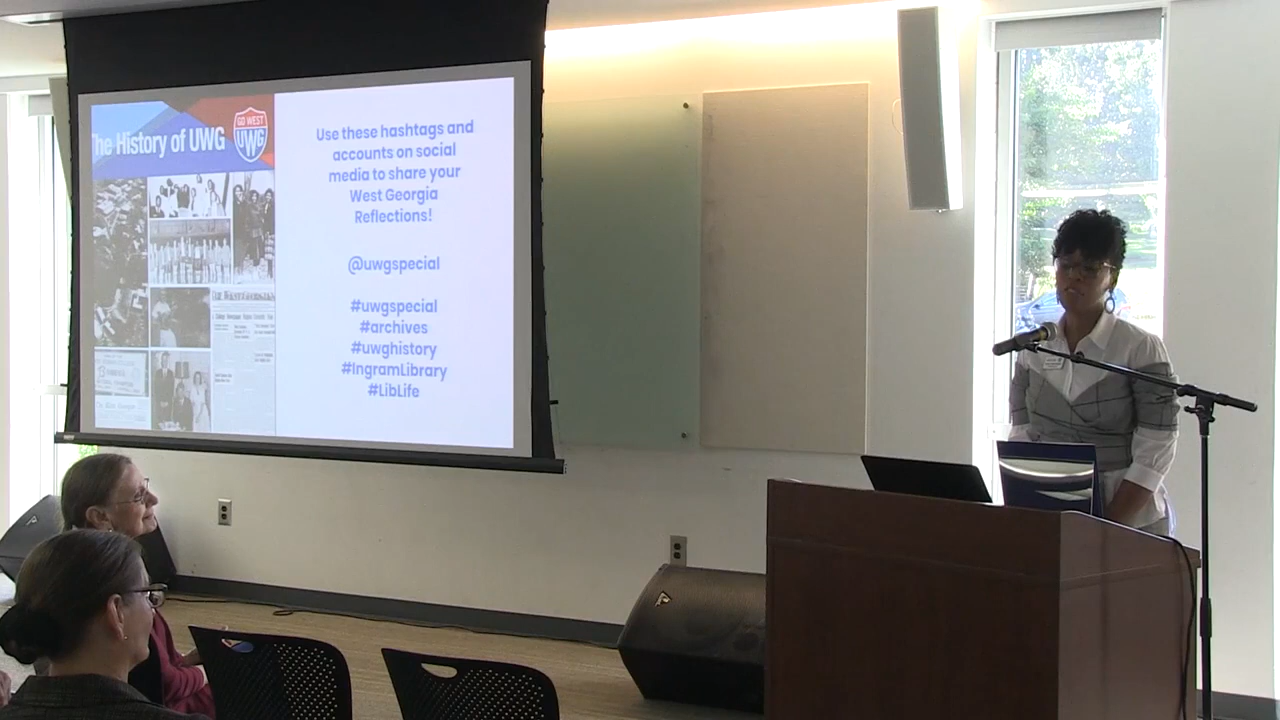 The History of UWG
GO WEST
UWG
Use these hashtags and
accounts on social
media to share your
West Georgia
Reflections!
@uwgspecial
#uwgspecial
#archives
#uwghistory
#IngramLibrary
#LibLife